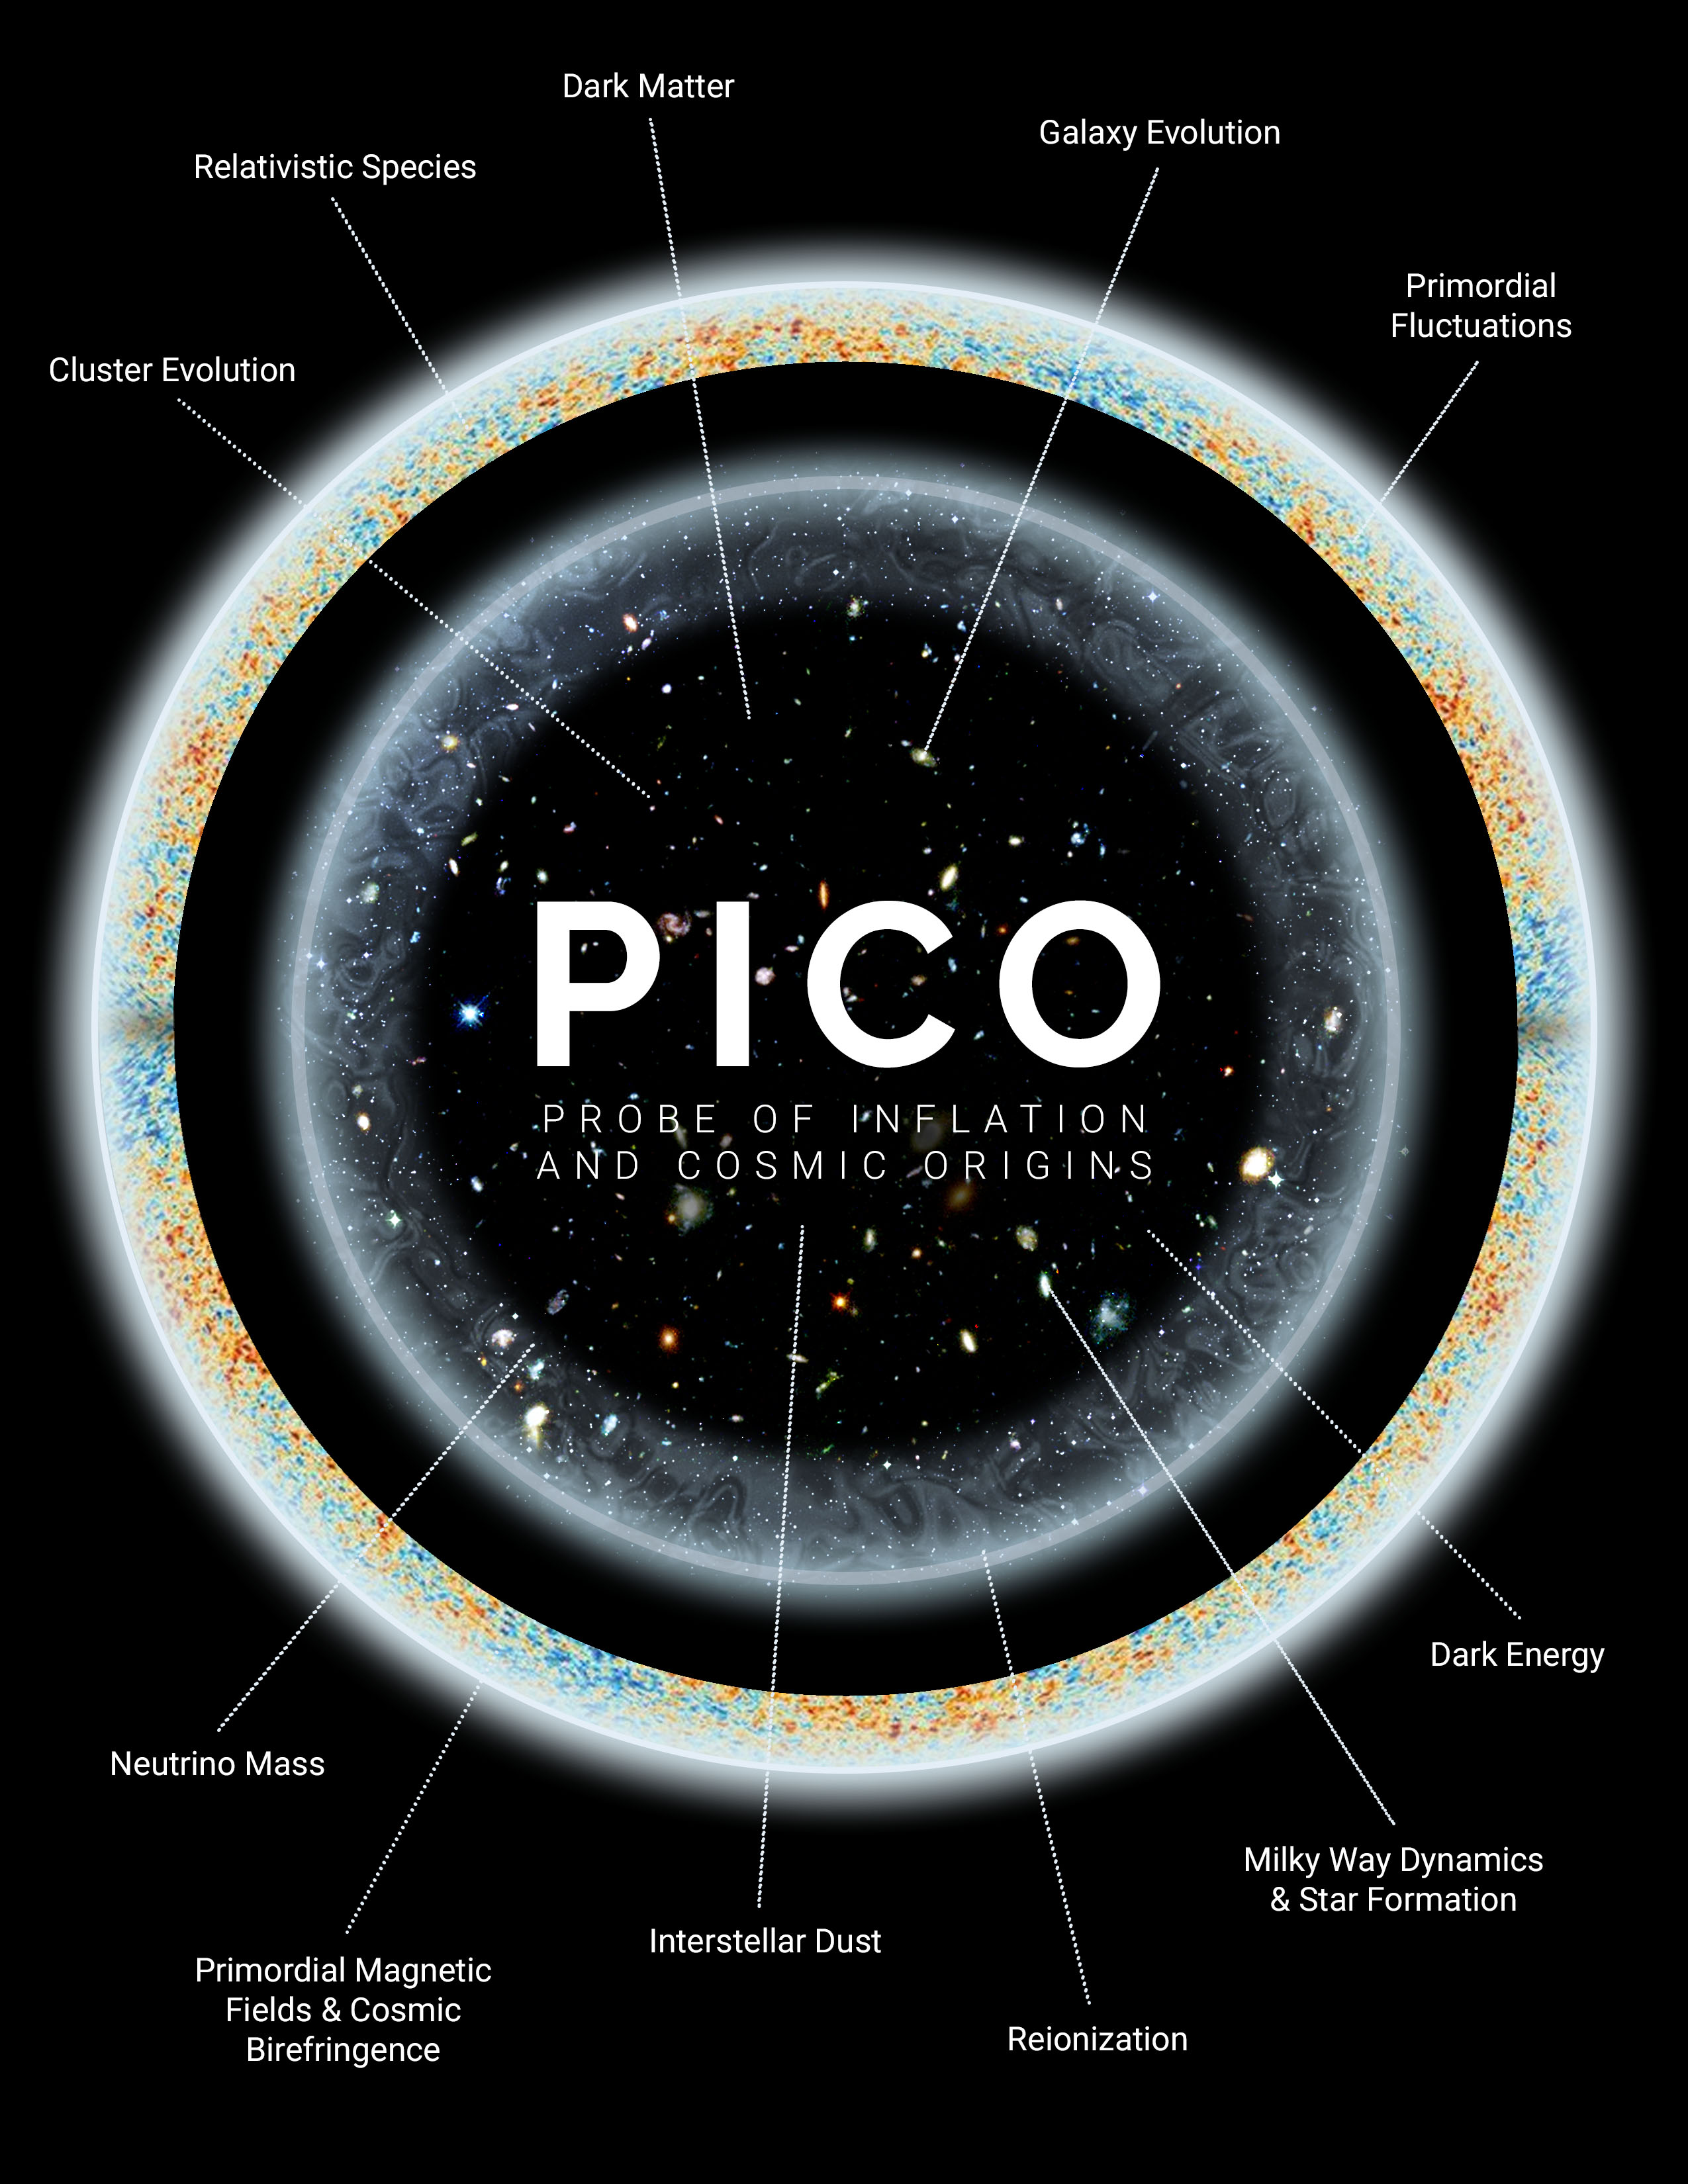 Dark Matter
Galaxy Evolution
Relativistic Species
Primordial
Fluctuations
Cluster Evolution
PICO
PROBE OF INFLATION
AND COSMIC ORIGINS
Dark Energy
Neutrino Mass
Milky Way Dynamics
& Star Formation
Interstellar Dust
Primordial Magnetic
Fields & Cosmic
Birefringence
Reionization